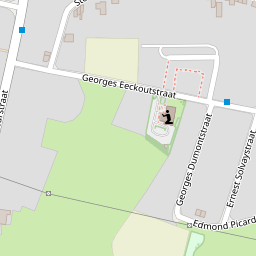 Georges Eeckoutstraat
Georges Dumontstraat
Ernest Solvaystraat
Edmond Picard